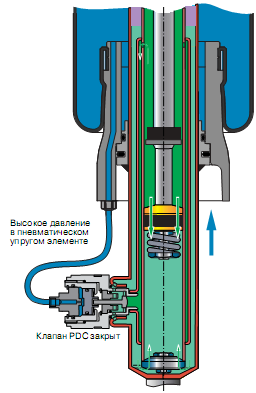 Высокое давление
в пневматическом
упругом элементе
Клапан PDC закрыт